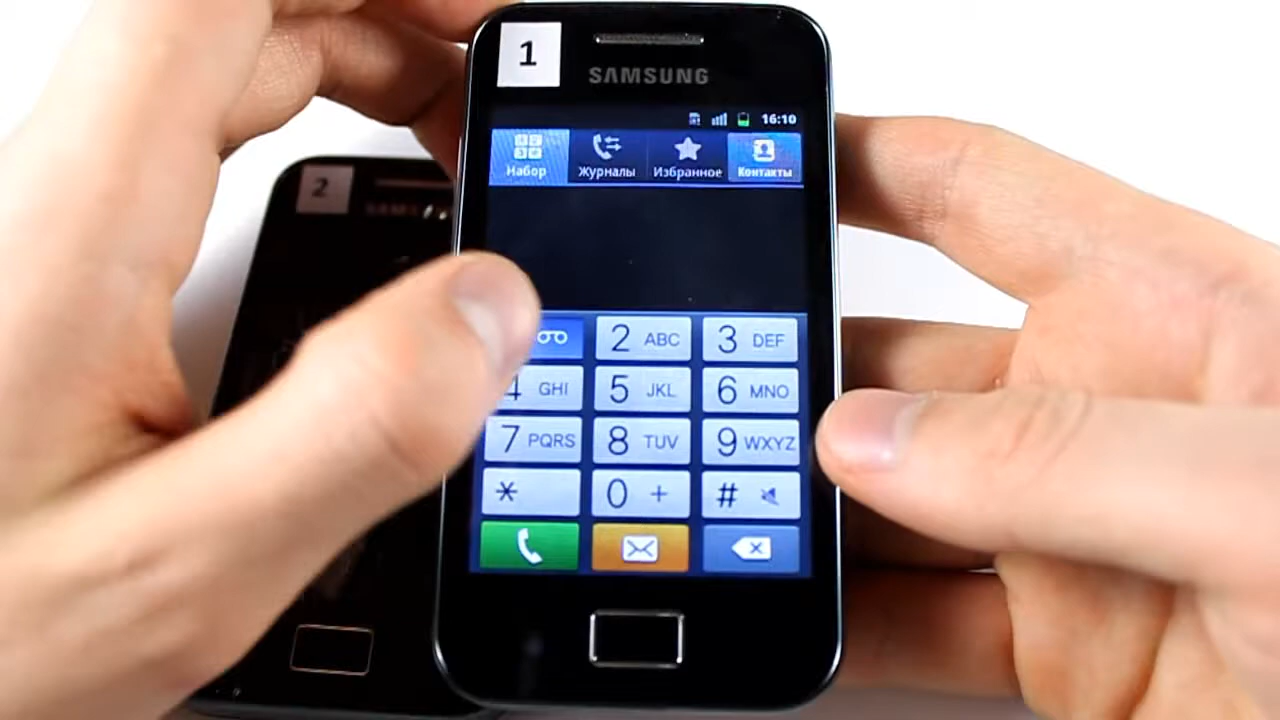 1
SAMSUNG
16:10
Набор Журналы Избранное Контакты
2
2 ABC 3 DEF
4 GHI 5 JKL 6 MNO
7 PQRS 8 TUV 9 WXYZ
* 0 + #